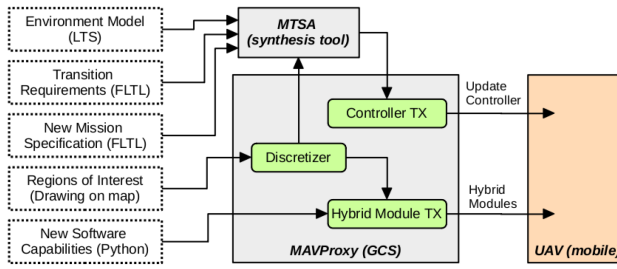 Environment Model
(LTS)
Transition
Requirements (FLTL)
New Mission
Specification (FLTL)
Regions of Interest
(Drawing on map)
New Software
Capabilities (Python)
MTSA
(synthesis tool)
Controller TX
Discretizer
Hybrid Module TX
MAVProxy (GCS)
Update
Controller
Hybrid
Modules
UAV (mobile)